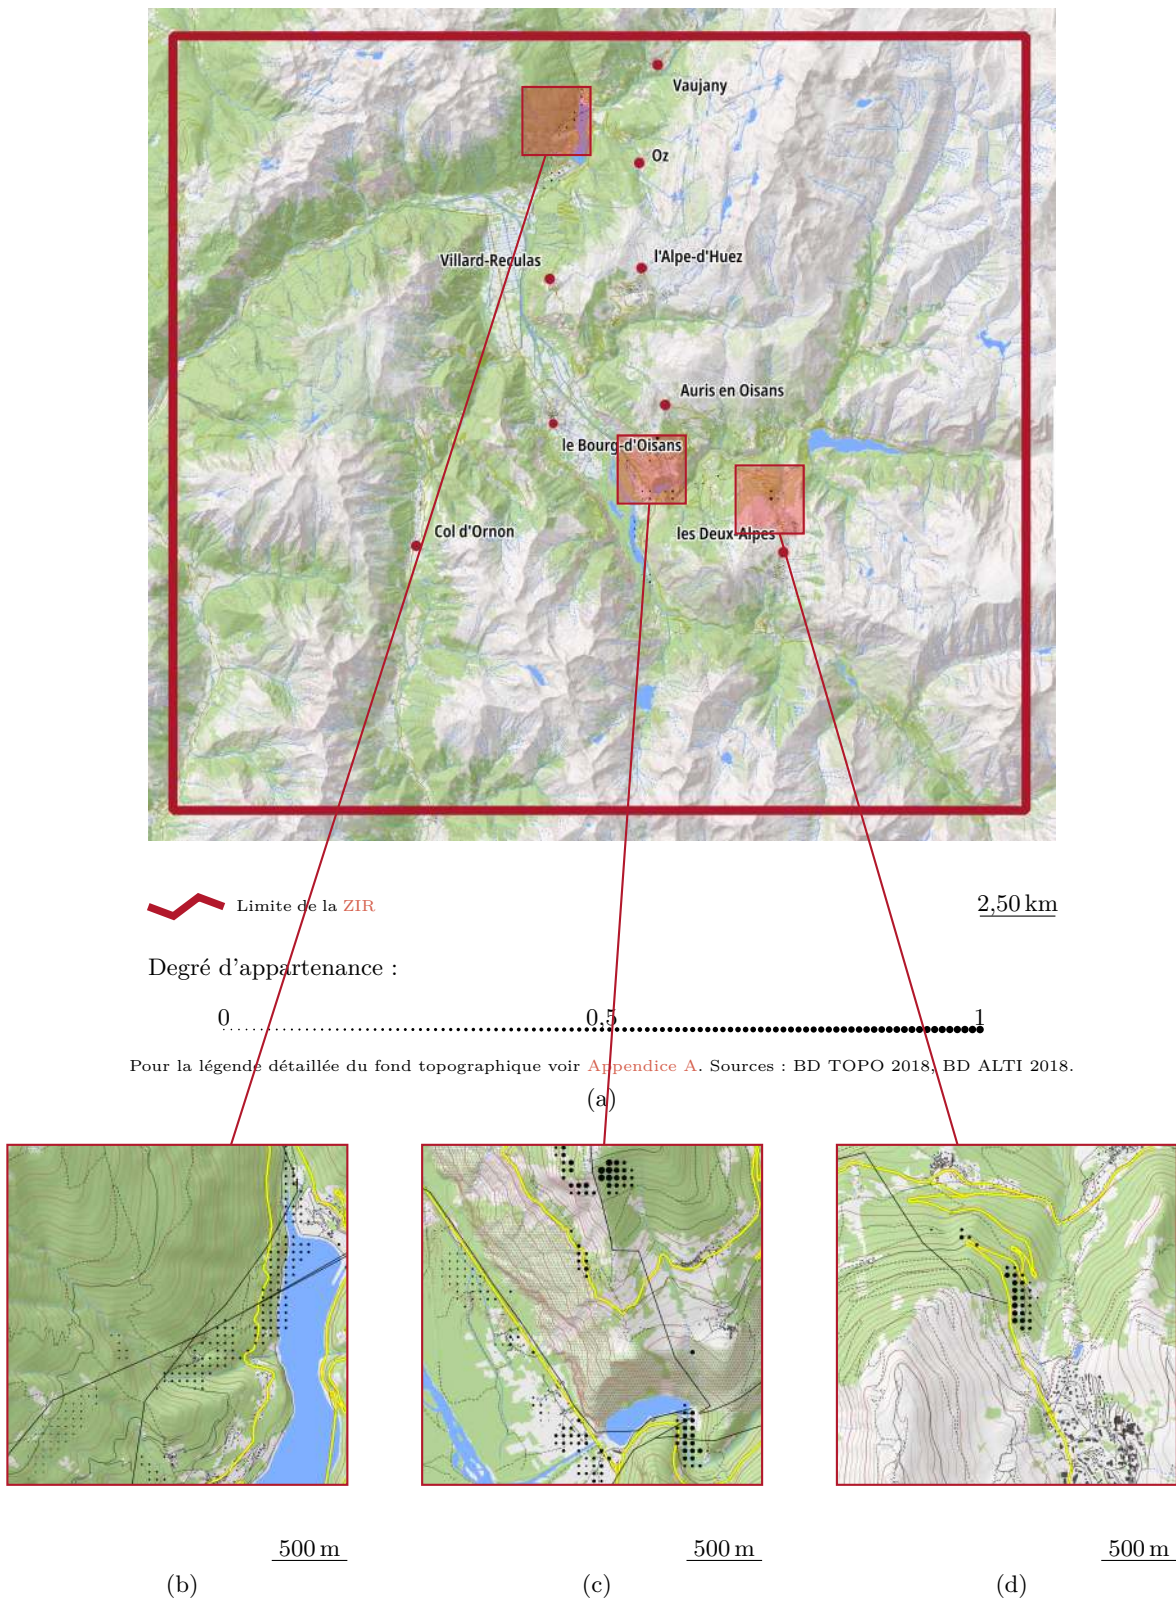 Vaujany
Oz
l'Alpe-d'Huez
Villard-Reculas
Auris en Oisans
le Bourg-d'Oisans
Col d'Ornon
les Deux-Alpes
Limite de la ZIR
2,50 km
Degré d'appartenance :
0 0,5 1
Pour la légende détaillée du fond topographique voir Appendice A. Sources : BD TOPO 2018, BD ALTI 2018.
(a)
500 m 500 m 500 m
(b) (c) (d)